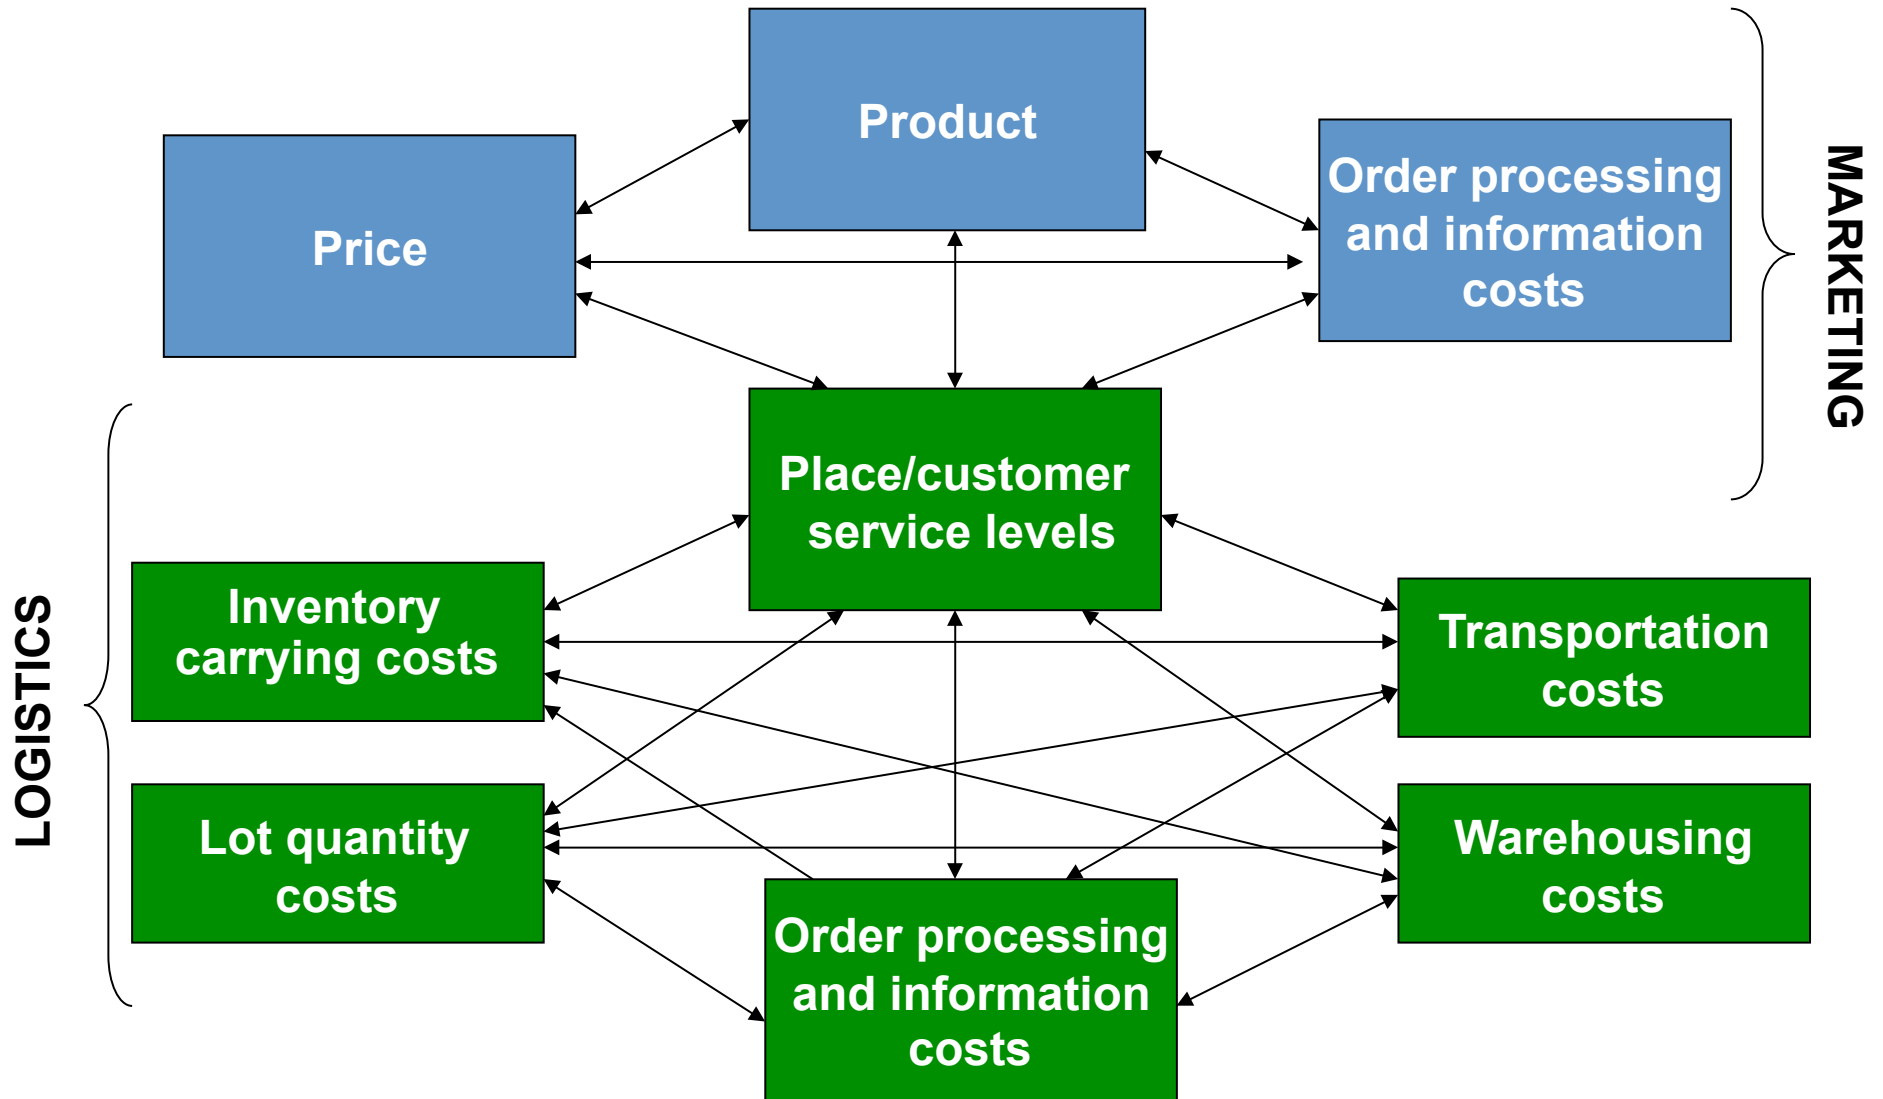 Product
Price
Order processing
and information
costs
MARKETING
Place/customer
service levels
LOGISTICS
Inventory
carrying costs
Transportation
costs
Lot quantity
costs
Warehousing
costs
Order processing
and information
costs